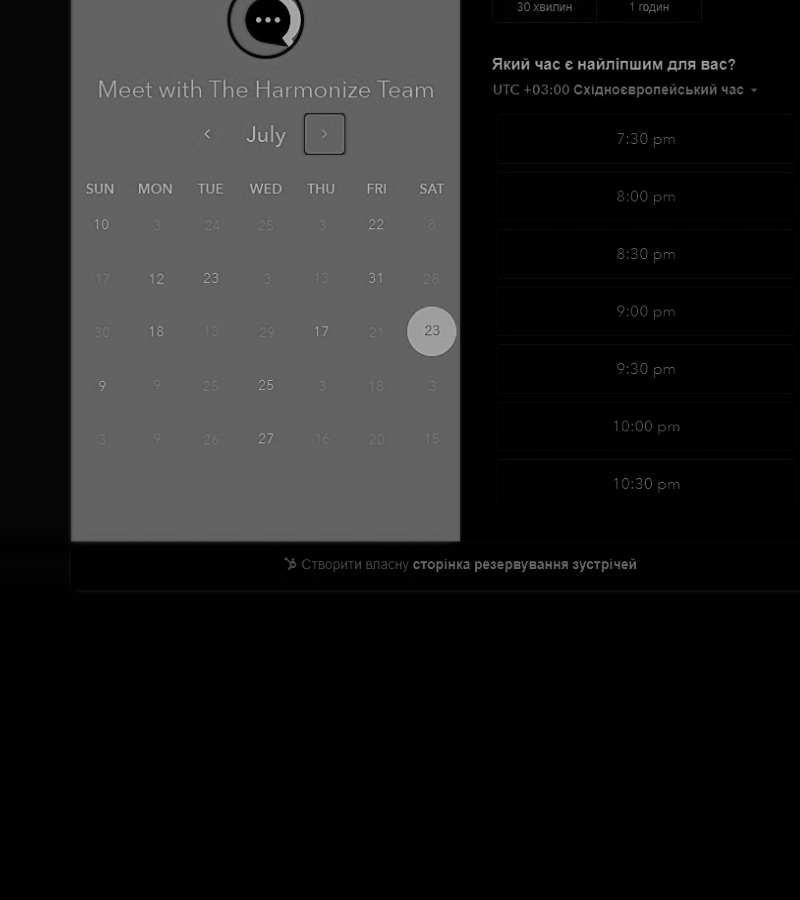 Meet with The Harmonize Team
July
SUN MON TUE WED THU FRI SAT
10 3 24 25 3 22 8
17 12 23 3 13 31 28
30 18 13 29 17 21 23
9 9 25 25 3 18 3
3 9 26 27 16 20 15
30 хвилин 1 годин
Який час є найліпшим для вас?
UTC +03:00 Східноєвропейський час
7:30 pm
8:00 pm
8:30 pm
9:00 pm
9:30 pm
10:00 pm
10:30 pm
Створити власну сторінка резервування зустрічей